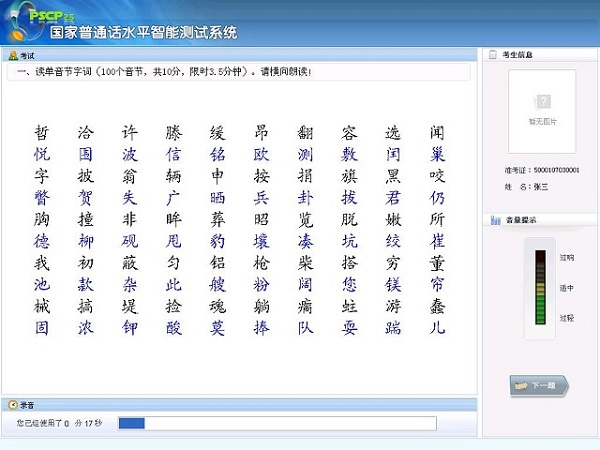 PSCP 2.5
国家普通话水平智能测试系统
考试
一、读单音节字词（100个音节，共10分，限时3.5分钟）。请横向朗读！
哲 洽 许 滕 缓 昂 翻 容 选 闻
悦 围 波 信 铭 欧 测 敷 闰 巢
字 披 翁 辆 申 按 捐 旗 黑 咬
瞥 贺 失 广 晒 兵 卦 拔 君 仍
胸 撞 非 眸 葬 昭 览 脱 嫩 所
德 柳 砚 甩 豹 壤 凑 坑 绞 崔
我 初 蔽 匀 铝 枪 柴 搭 穷 董
池 款 杂 此 艘 粉 阔 您 镁 帘
械 搞 堤 捡 魂 躺 瘸 蛀 游 蠢
固 浓 钾 酸 莫 捧 队 耍 踹 儿
录音
您已经使用了 0 分 17 秒
考生信息
暂无图片
准考证：5000107030001
姓 名：张三
音量提示
过响
适中
过轻
下一题